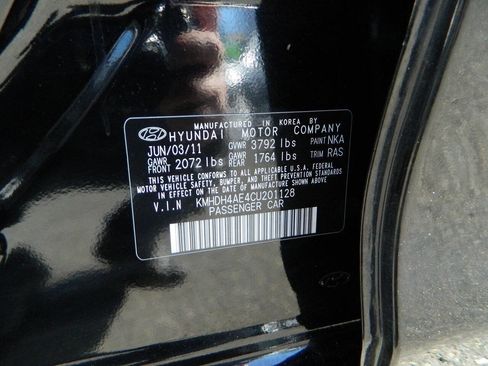 MANUFACTURED IN KOREA BY
HYUNDAI MOTOR COMPANY
JUN/03/11 GVWR 3792 lbs PAINT NKA
GAWR FRONT 2072 lbs GAWR REAR 1764 lbs TRIM RAS
THIS VEHICLE CONFORMS TO ALL APPLICABLE U.S.A. FEDERAL
MOTOR VEHICLE SAFETY, BUMPER, AND THEFT PREVENTION STANDARDS
IN EFFECT ON THE DATE OF MANUFACTURE SHOWN ABOVE.
V.I.N KMHDH4AE4CU201128
PASSENGER CAR